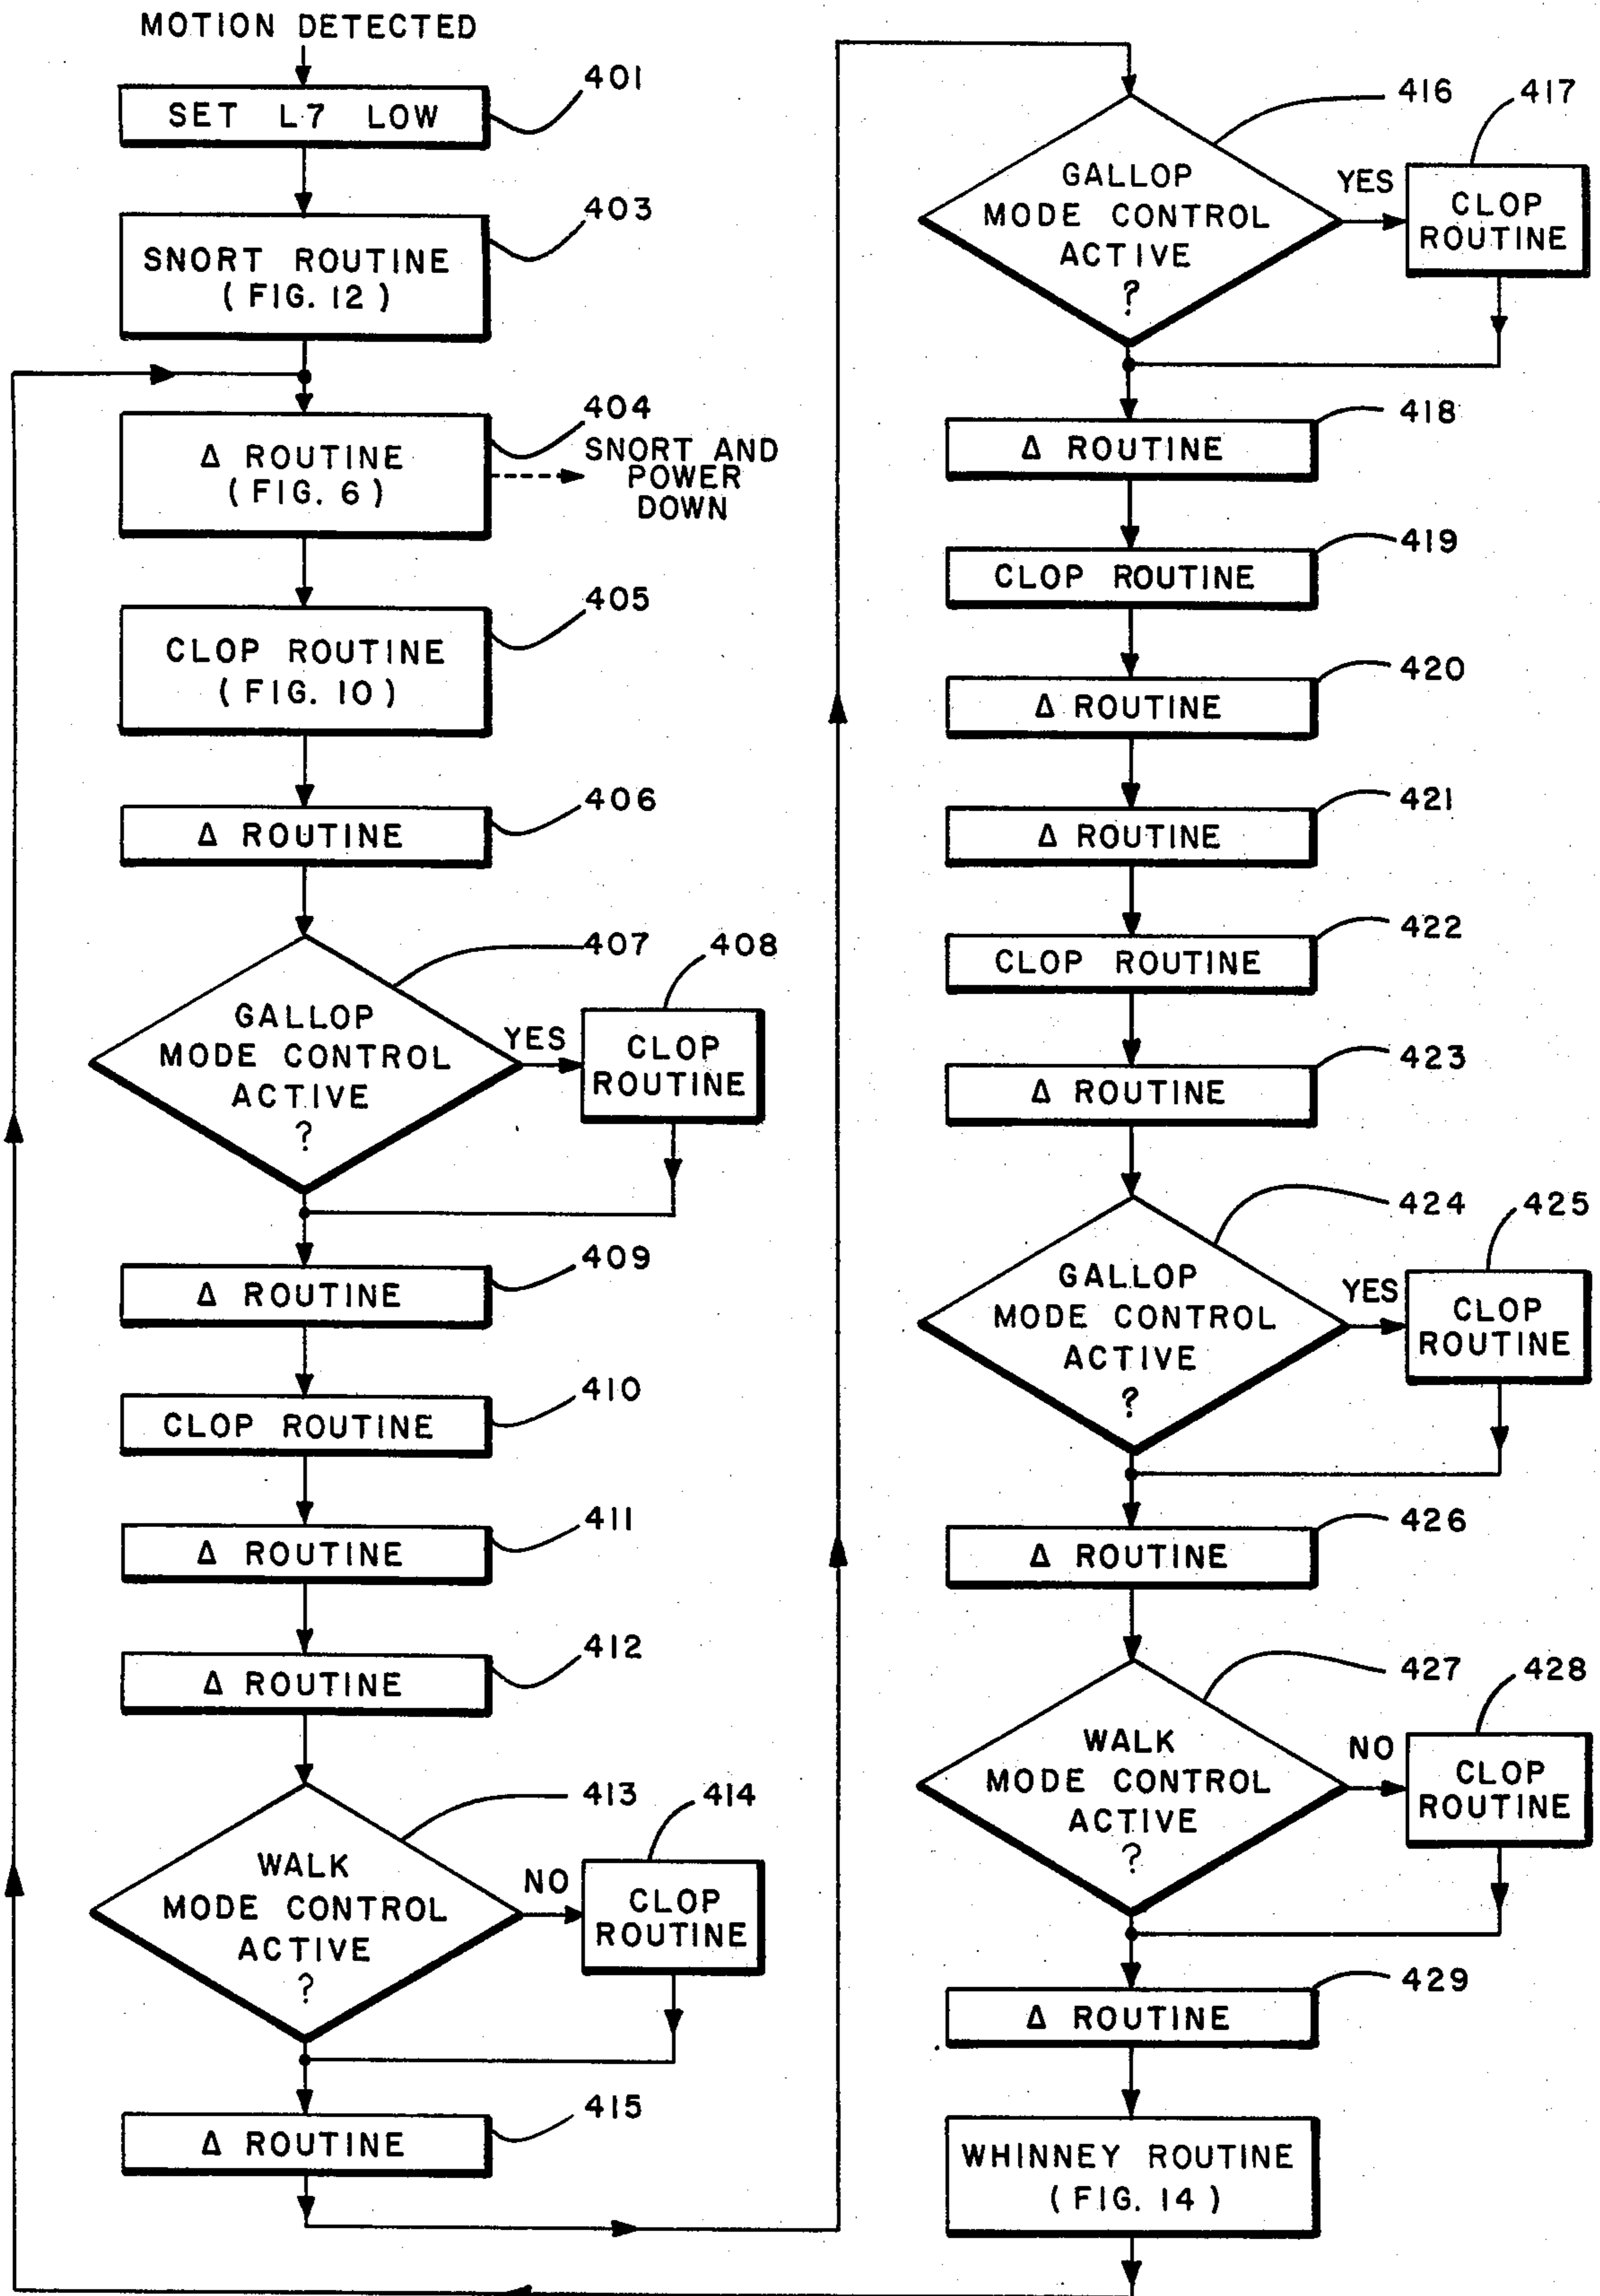 MOTION DETECTED
SET L7 LOW
401
SNORT ROUTINE
( FIG. 12 )
403
Δ ROUTINE
( FIG. 6 )
404
SNORT AND
POWER
DOWN
CLOP ROUTINE
( FIG. 10 )
405
Δ ROUTINE
406
GALLOP
MODE CONTROL
ACTIVE
?
407
YES
CLOP
ROUTINE
408
Δ ROUTINE
409
CLOP ROUTINE
410
Δ ROUTINE
411
Δ ROUTINE
412
WALK
MODE CONTROL
ACTIVE
?
413
NO
CLOP
ROUTINE
414
Δ ROUTINE
415
GALLOP
MODE CONTROL
ACTIVE
?
416
YES
CLOP
ROUTINE
417
Δ ROUTINE
418
CLOP ROUTINE
419
Δ ROUTINE
420
Δ ROUTINE
421
CLOP ROUTINE
422
Δ ROUTINE
423
GALLOP
MODE CONTROL
ACTIVE
?
424
YES
CLOP
ROUTINE
425
Δ ROUTINE
426
WALK
MODE CONTROL
ACTIVE
?
427
NO
CLOP
ROUTINE
428
Δ ROUTINE
429
WHINNEY ROUTINE
( FIG. 14 )